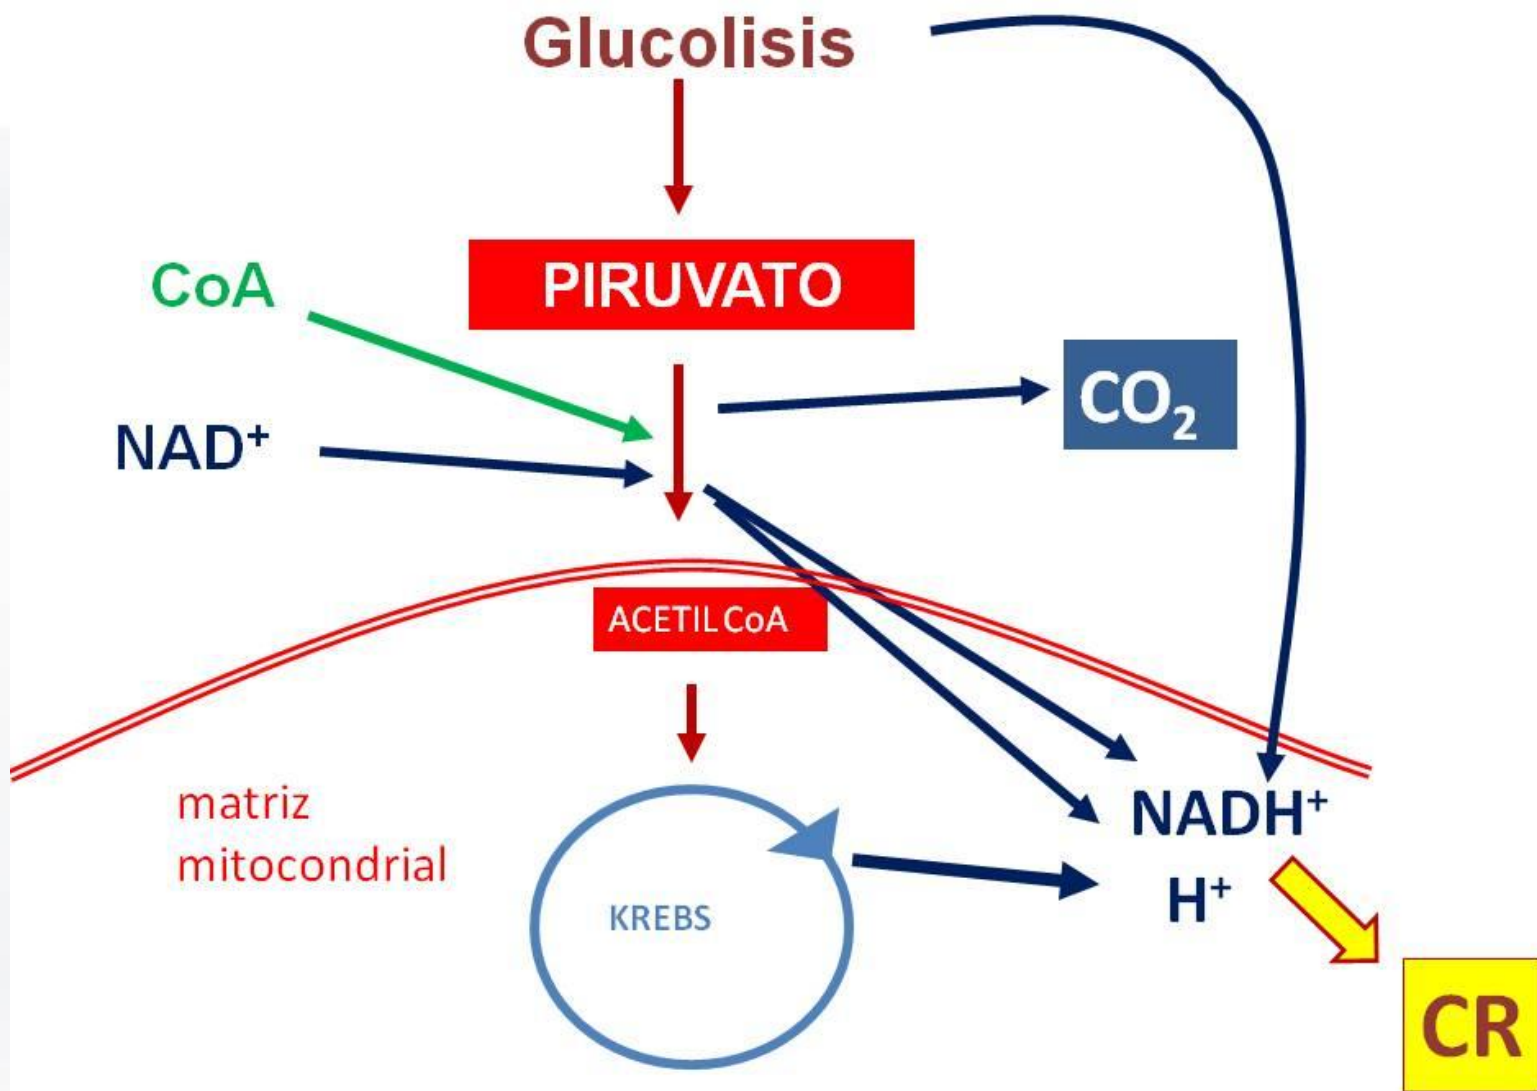 Glucolisis
PIRUVATO
CoA
CO₂
NAD⁺
ACETIL CoA
matriz
mitocondrial
NADH⁺
H⁺
KREBS
CR